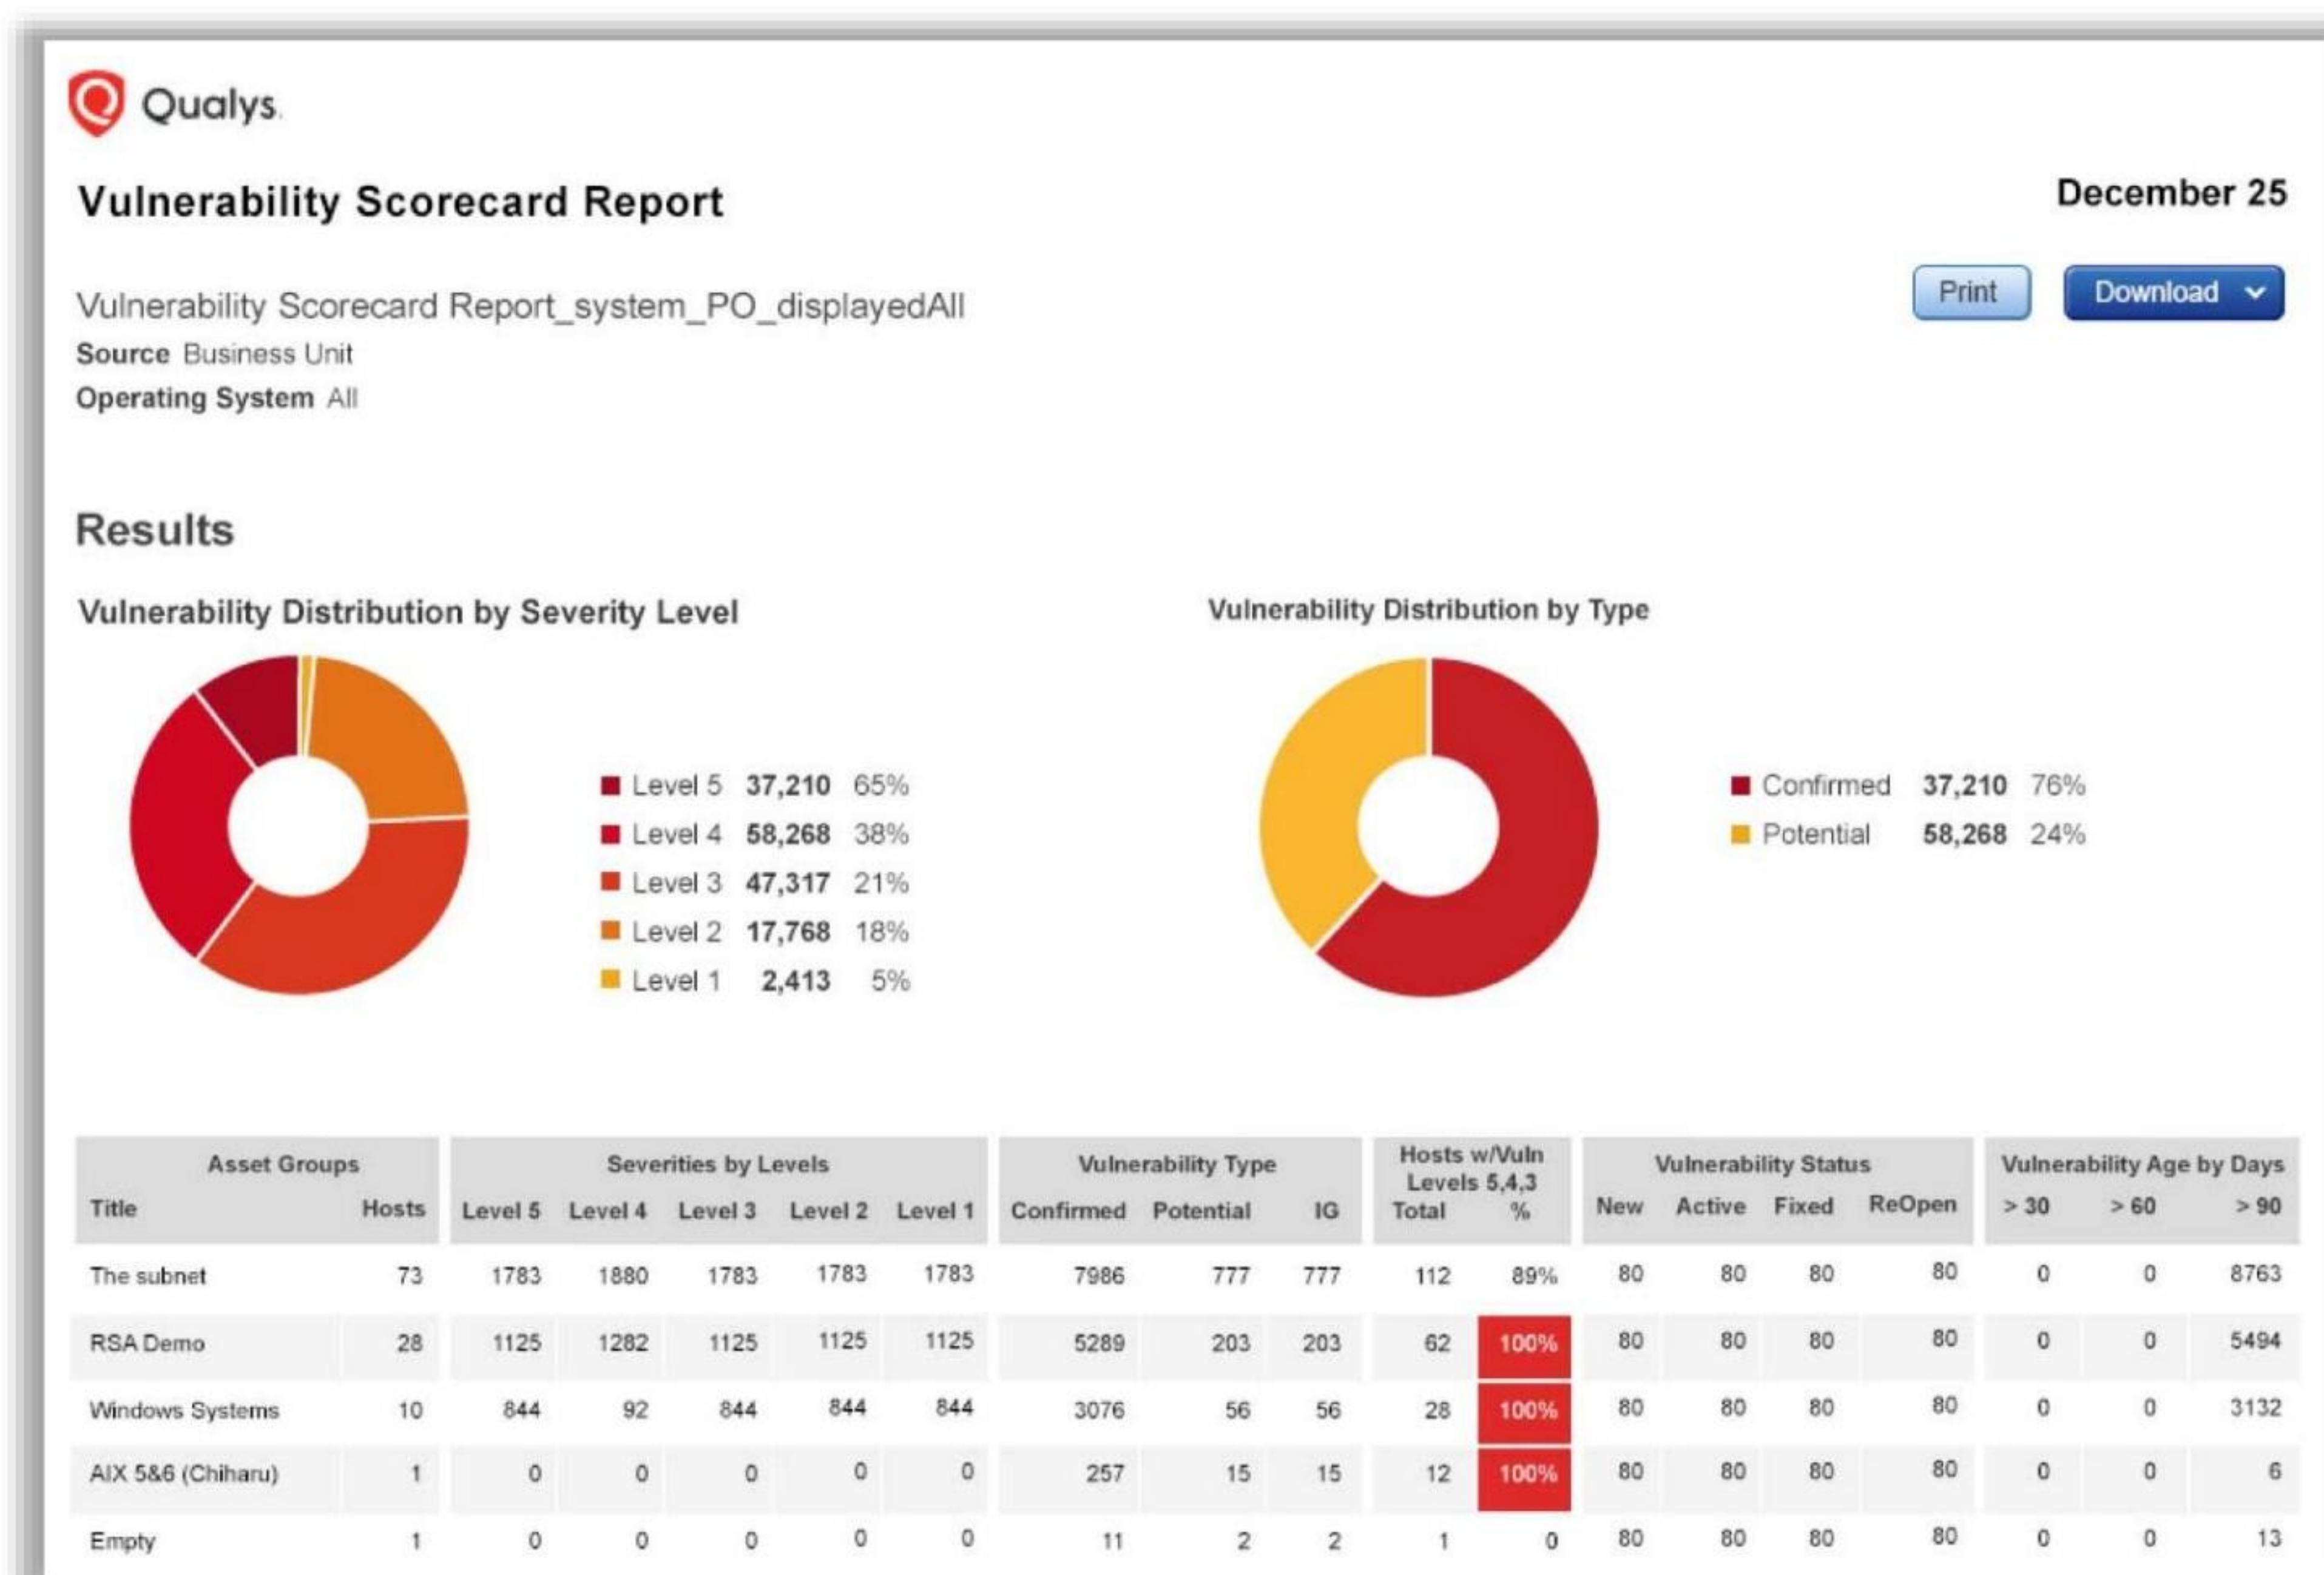 Qualys.
Vulnerability Scorecard Report
December 25
Print
Download
Vulnerability Scorecard Report_system_PO_displayedAll
Source Business Unit
Operating System All
Results
Vulnerability Distribution by Severity Level
Level 5 37,210 65%
Level 4 58,268 38%
Level 3 47,317 21%
Level 2 17,768 18%
Level 1 2,413 5%
Vulnerability Distribution by Type
Confirmed 37,210 76%
Potential 58,268 24%
Asset Groups Severities by Levels Vulnerability Type Hosts w/Vuln Levels 5,4,3 Vulnerability Status Vulnerability Age by Days
Title Hosts Level 5 Level 4 Level 3 Level 2 Level 1 Confirmed Potential IG Total % New Active Fixed ReOpen > 30 > 60 > 90
The subnet 73 1783 1880 1783 1783 1783 7986 777 777 112 89% 80 80 80 80 0 0 8763
RSA Demo 28 1125 1282 1125 1125 1125 5289 203 203 62 100% 80 80 80 80 0 0 5494
Windows Systems 10 844 92 844 844 844 3076 56 56 28 100% 80 80 80 80 0 0 3132
AIX 5&6 (Chiharu) 1 0 0 0 0 0 257 15 15 12 100% 80 80 80 80 0 0 6
Empty 1 0 0 0 0 0 11 2 2 1 0 80 80 80 80 0 0 13